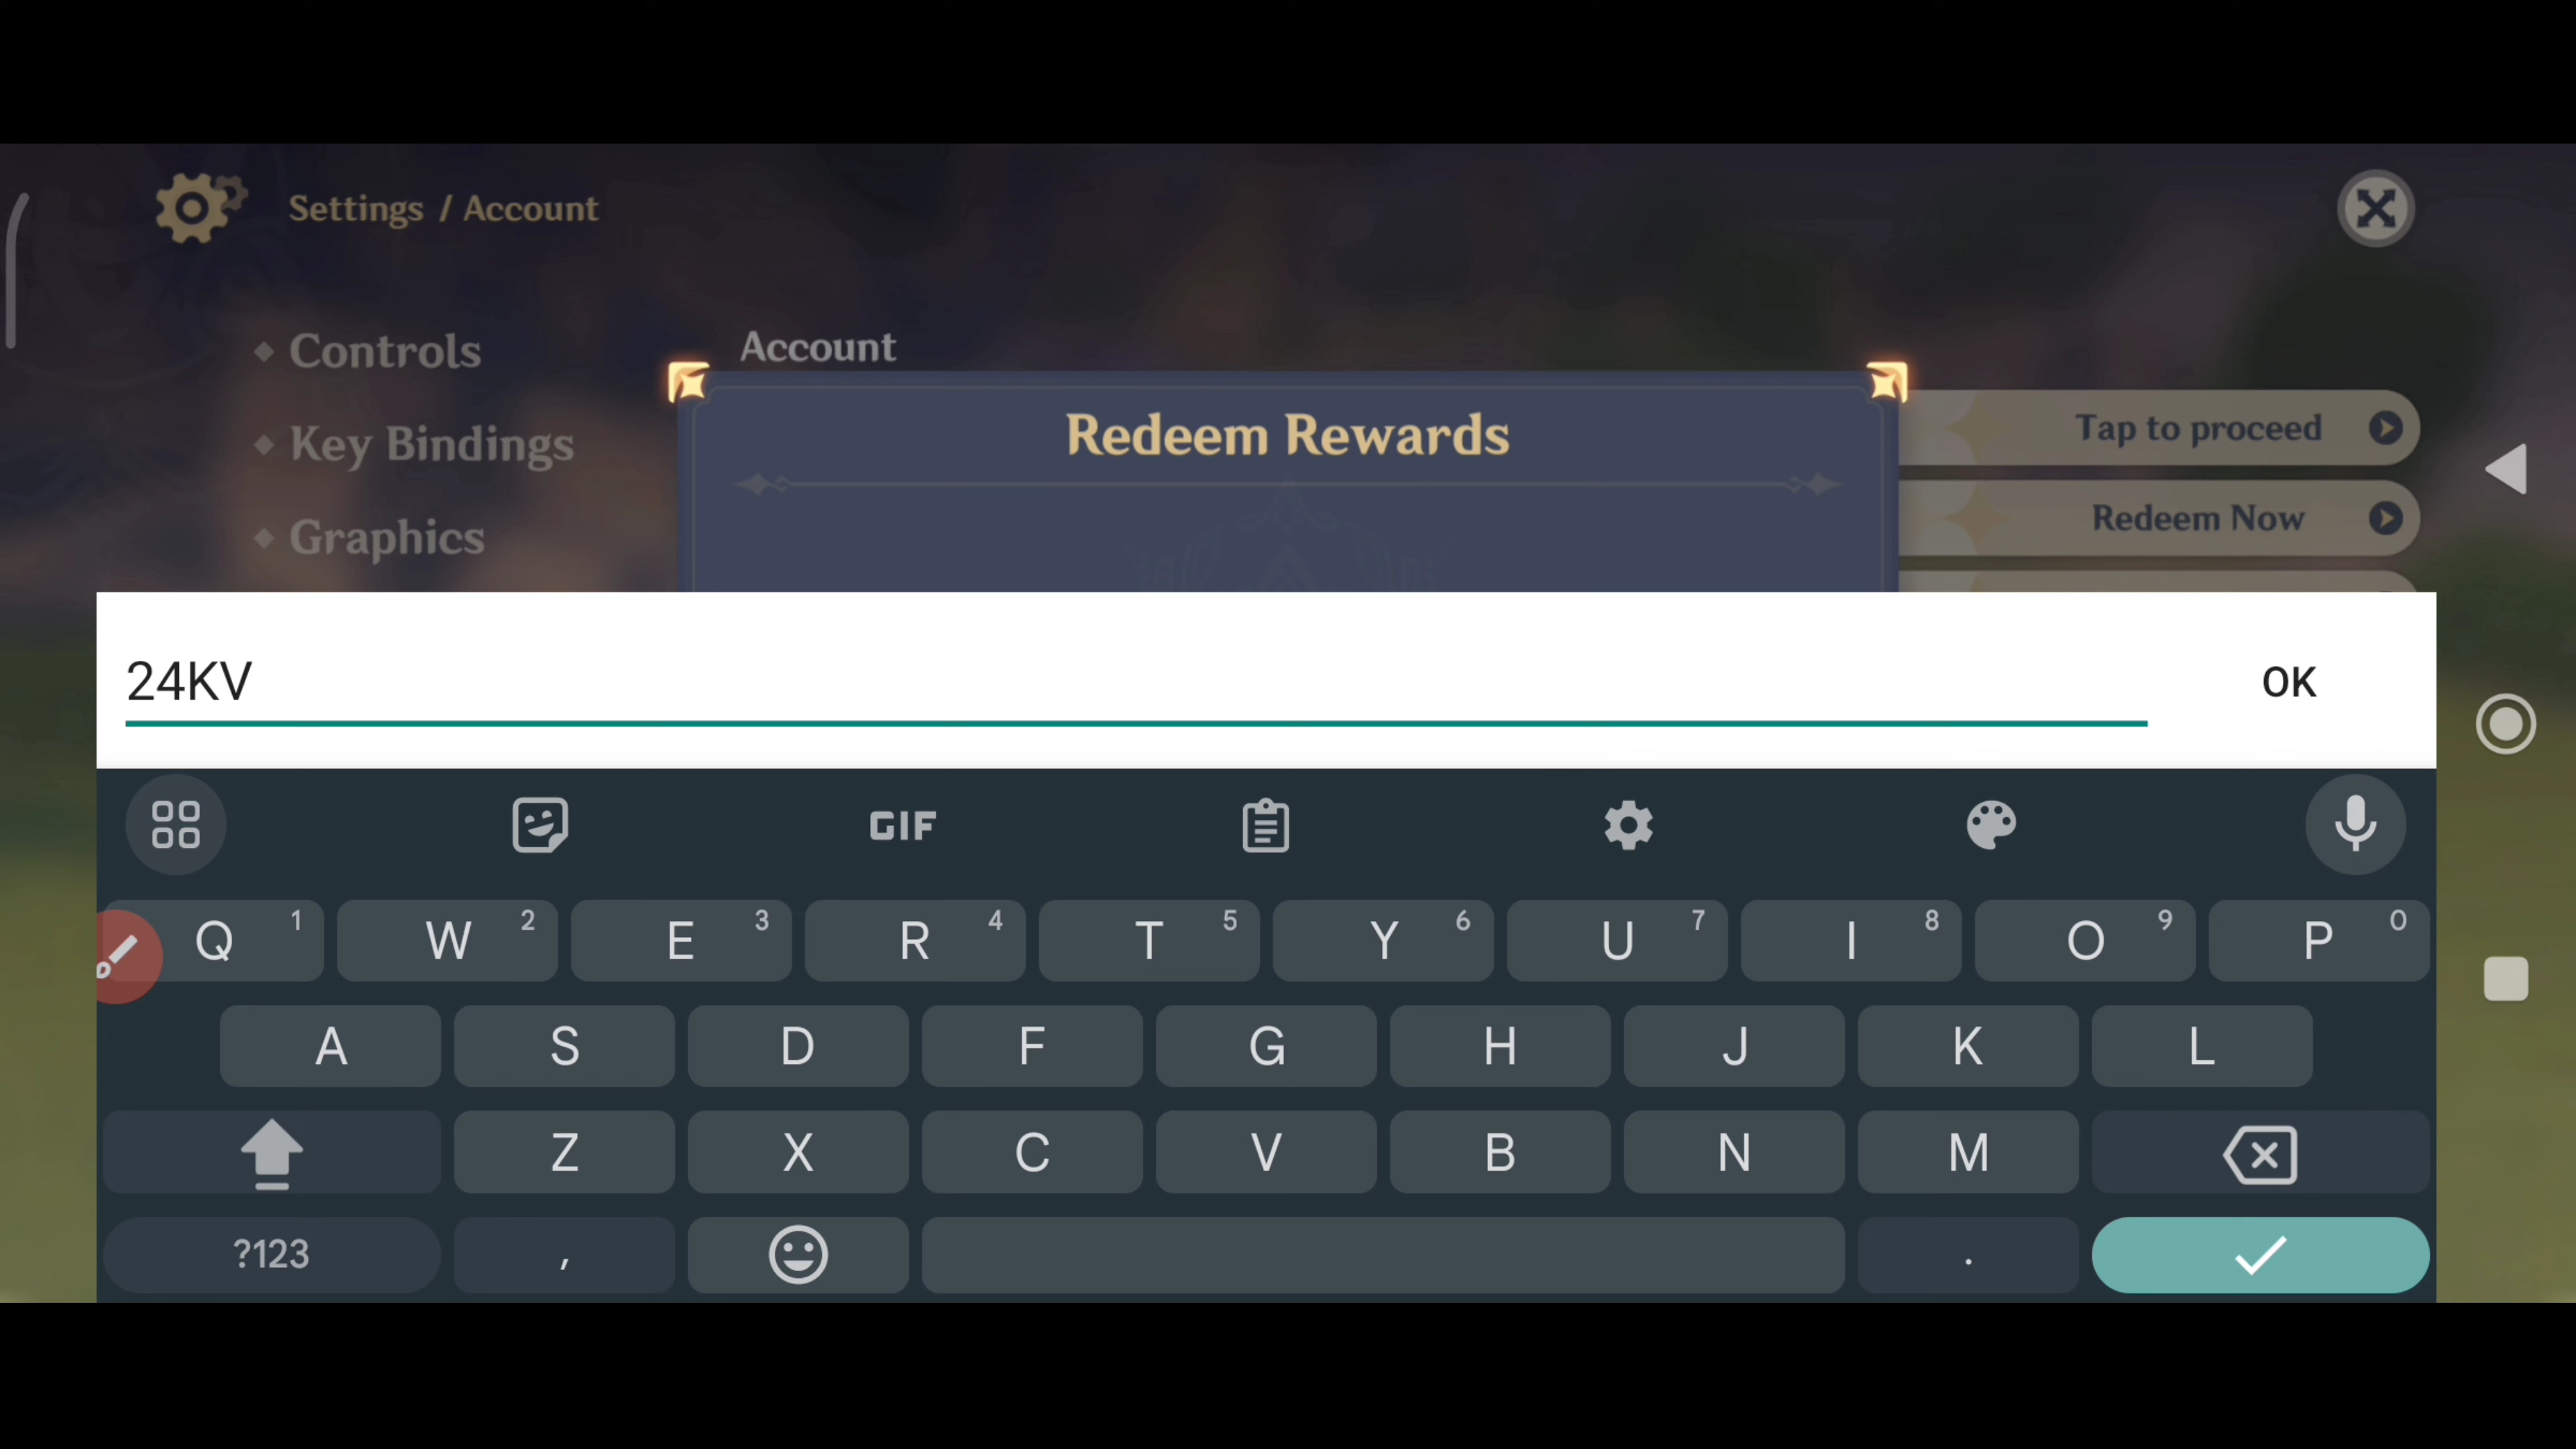 Settings / Account
Controls
Account
Key Bindings
Redeem Rewards
Tap to proceed
Graphics
Redeem Now
24KV
OK
GIF
Q 1 W 2 E 3 R 4 T 5 Y 6 U 7 I 8 O 9 P 0
A S D F G H J K L
Z X C V B N M
?123 , .